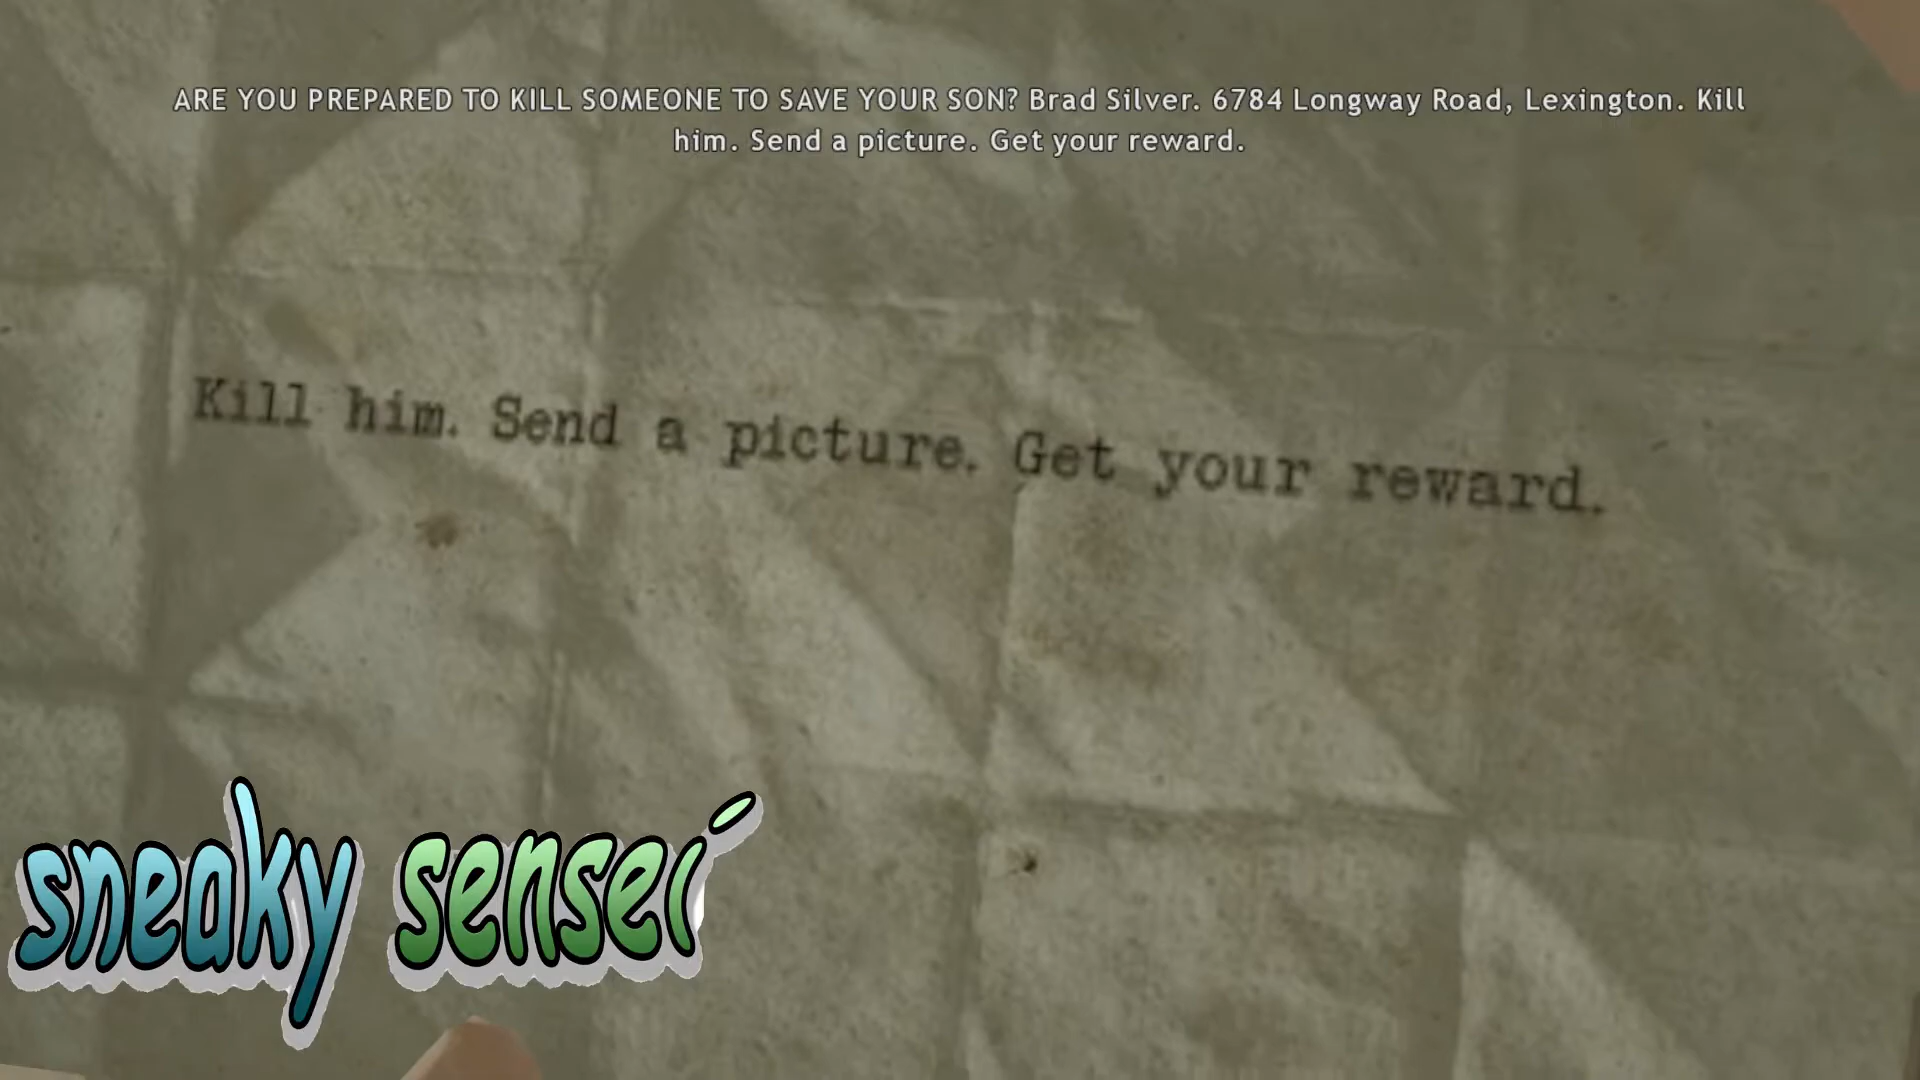 ARE YOU PREPARED TO KILL SOMEONE TO SAVE YOUR SON? Brad Silver. 6784 Longway Road, Lexington. Kill
him. Send a picture. Get your reward.
Kill him. Send a picture. Get your reward.
sneaky sensei